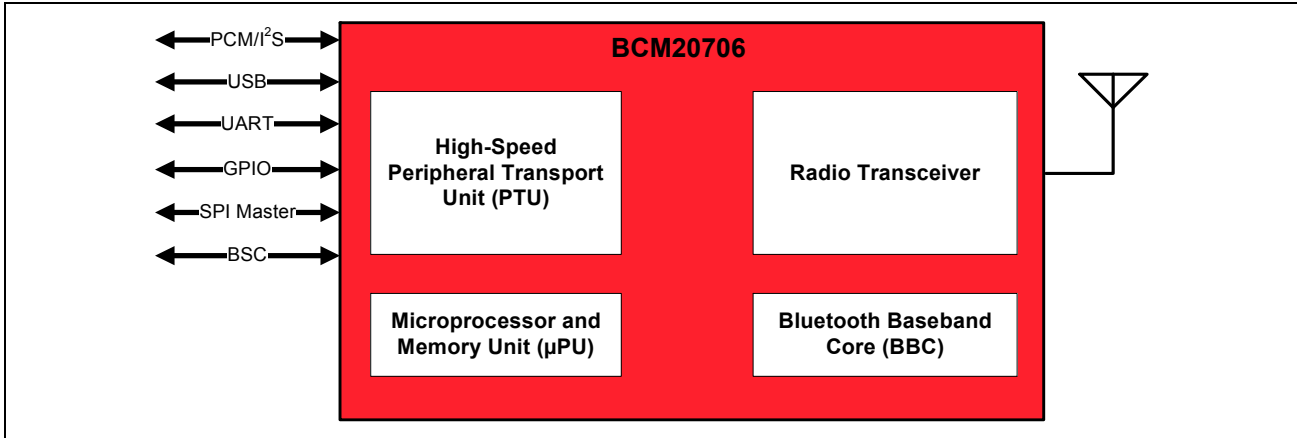 PCM/I²S
USB
UART
GPIO
SPI Master
BSC
BCM20706
High-Speed
Peripheral Transport
Unit (PTU)
Radio Transceiver
Microprocessor and
Memory Unit (µPU)
Bluetooth Baseband
Core (BBC)